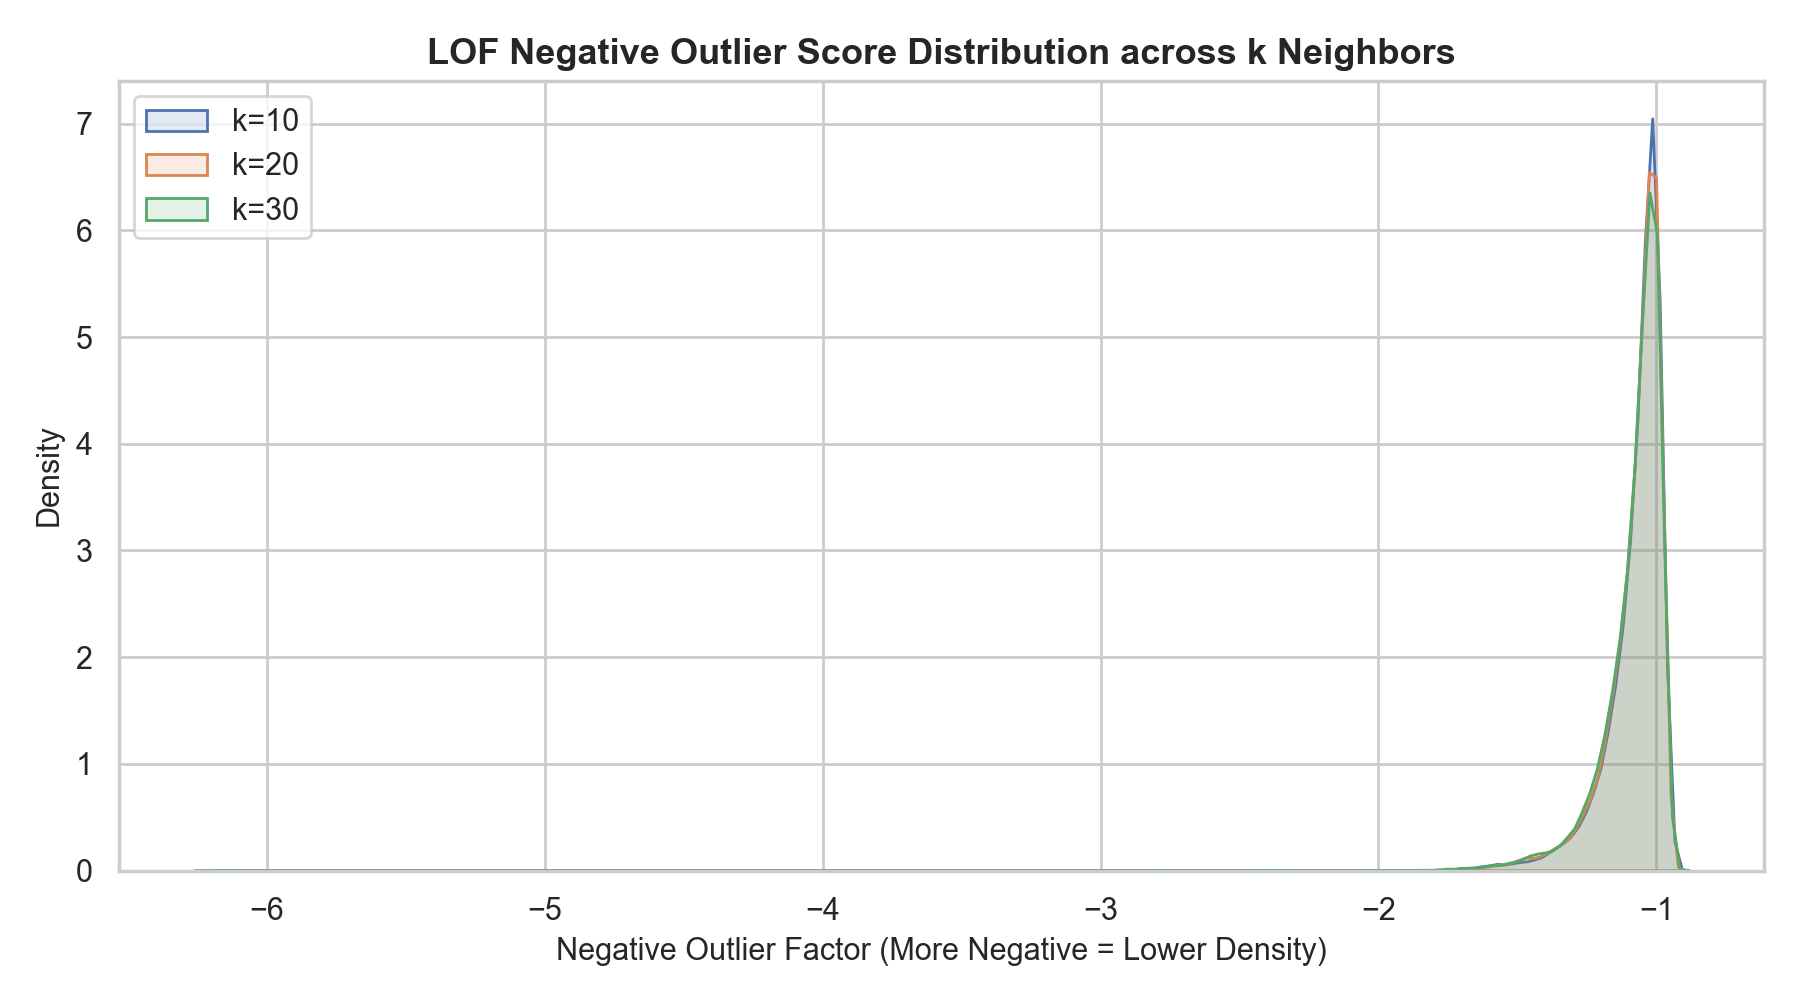 LOF Negative Outlier Score Distribution across k Neighbors
k=10
k=20
k=30
7
6
5
4
3
2
1
0
Density
−6 −5 −4 −3 −2 −1
Negative Outlier Factor (More Negative = Lower Density)